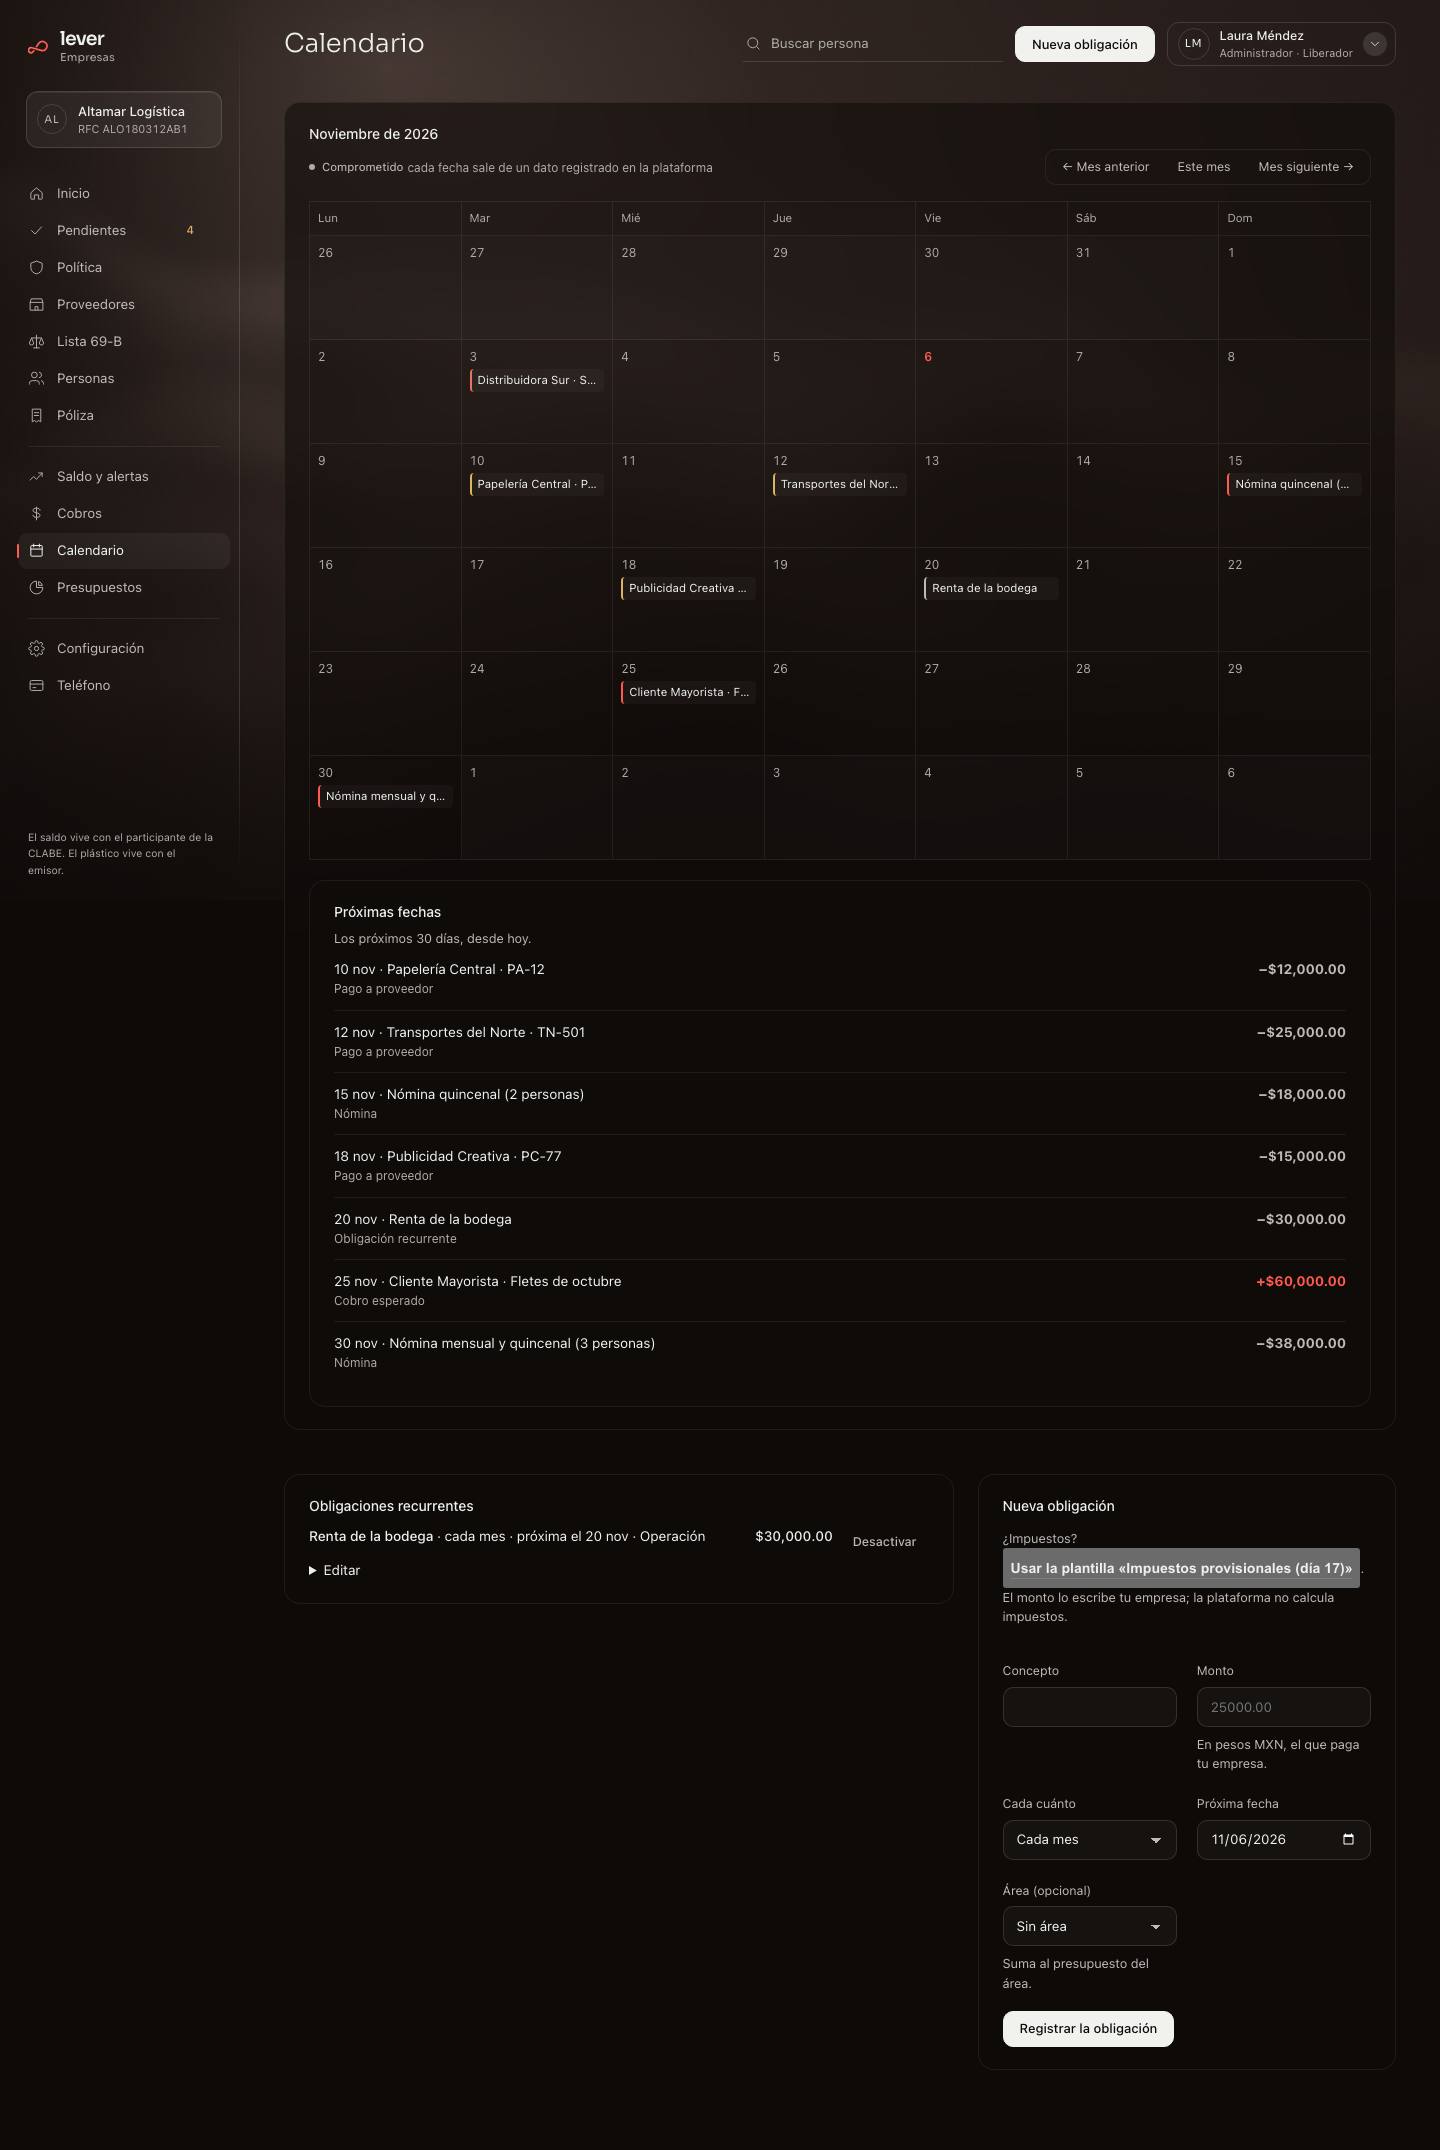 lever
Empresas
AL
Altamar Logística
RFC ALO180312AB1
Inicio
Pendientes 4
Política
Proveedores
Lista 69-B
Personas
Póliza
Saldo y alertas
Cobros
Calendario
Presupuestos
Configuración
Teléfono
El saldo vive con el participante de la
CLABE. El plástico vive con el
emisor.
Calendario
Buscar persona
Nueva obligación
LM
Laura Méndez
Administrador · Liberador
Noviembre de 2026
Comprometido cada fecha sale de un dato registrado en la plataforma
← Mes anterior Este mes Mes siguiente →
Lun Mar Mié Jue Vie Sáb Dom
26 27 28 29 30 31 1
2 3 4 5 6 7 8
Distribuidora Sur · S...
9 10 11 12 13 14 15
Papelería Central · P... Transportes del Nor... Nómina quincenal (...
16 17 18 19 20 21 22
Publicidad Creativa ... Renta de la bodega
23 24 25 26 27 28 29
Cliente Mayorista · F...
30 1 2 3 4 5 6
Nómina mensual y q...
Próximas fechas
Los próximos 30 días, desde hoy.
10 nov · Papelería Central · PA-12 −$12,000.00
Pago a proveedor
12 nov · Transportes del Norte · TN-501 −$25,000.00
Pago a proveedor
15 nov · Nómina quincenal (2 personas) −$18,000.00
Nómina
18 nov · Publicidad Creativa · PC-77 −$15,000.00
Pago a proveedor
20 nov · Renta de la bodega −$30,000.00
Obligación recurrente
25 nov · Cliente Mayorista · Fletes de octubre +$60,000.00
Cobro esperado
30 nov · Nómina mensual y quincenal (3 personas) −$38,000.00
Nómina
Obligaciones recurrentes
Renta de la bodega · cada mes · próxima el 20 nov · Operación $30,000.00 Desactivar
▶ Editar
Nueva obligación
¿Impuestos?
Usar la plantilla «Impuestos provisionales (día 17)» .
El monto lo escribe tu empresa; la plataforma no calcula
impuestos.
Concepto Monto
25000.00
En pesos MXN, el que paga
tu empresa.
Cada cuánto Próxima fecha
Cada mes 11/06/2026
Área (opcional)
Sin área
Suma al presupuesto del
área.
Registrar la obligación